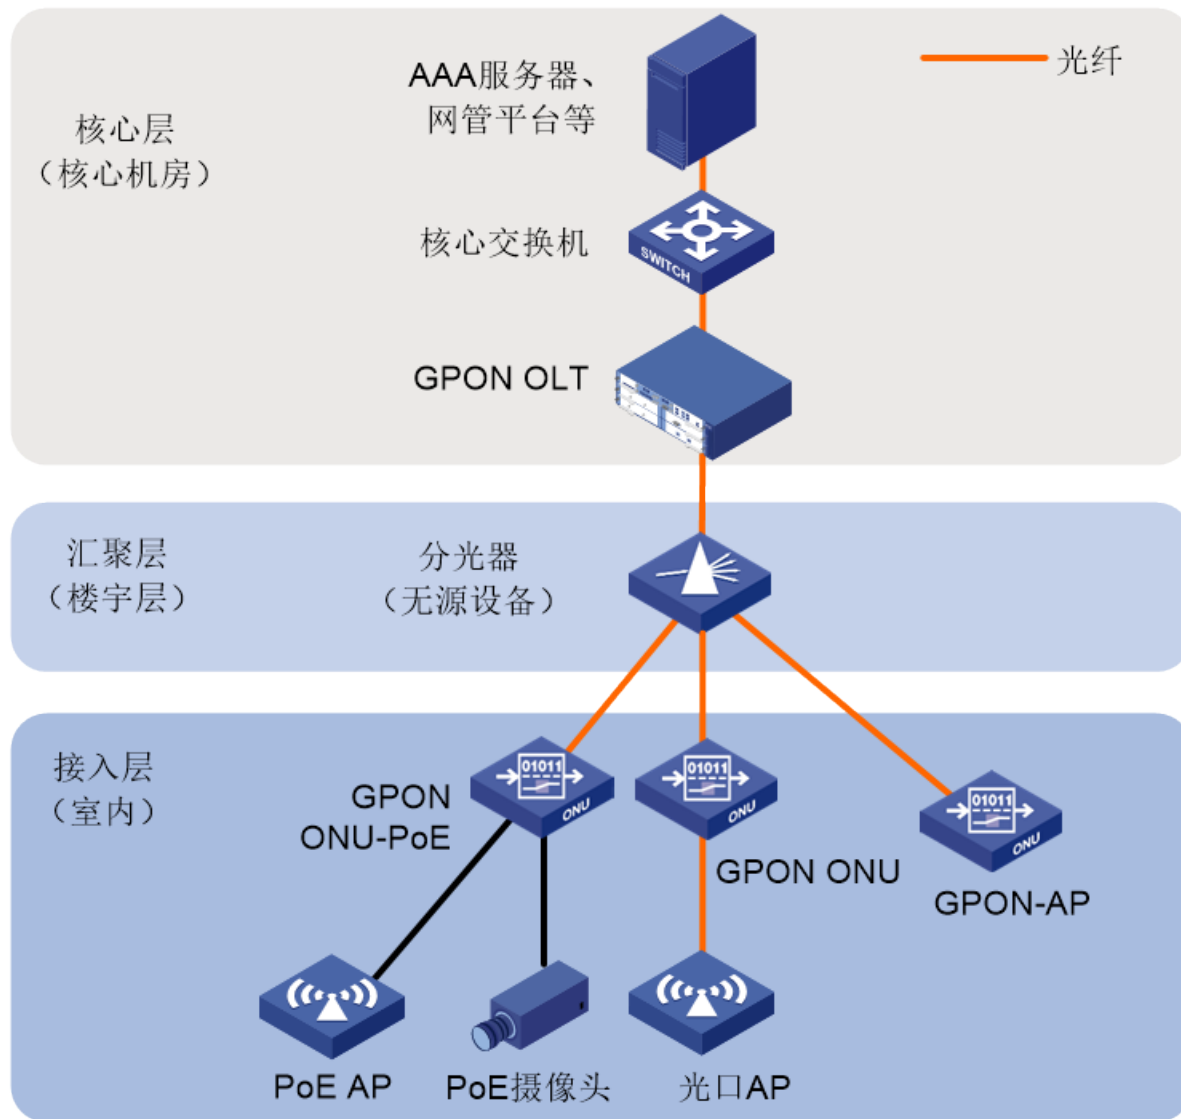 光纤
AAA服务器、
网管平台等
核心层
（核心机房）
核心交换机
SWITCH
GPON OLT
汇聚层
（楼宇层）
分光器
（无源设备）
接入层
（室内）
01011
ONU
GPON
ONU-PoE
01011
ONU
GPON ONU
01011
ONU
GPON-AP
PoE AP
PoE摄像头
光口AP